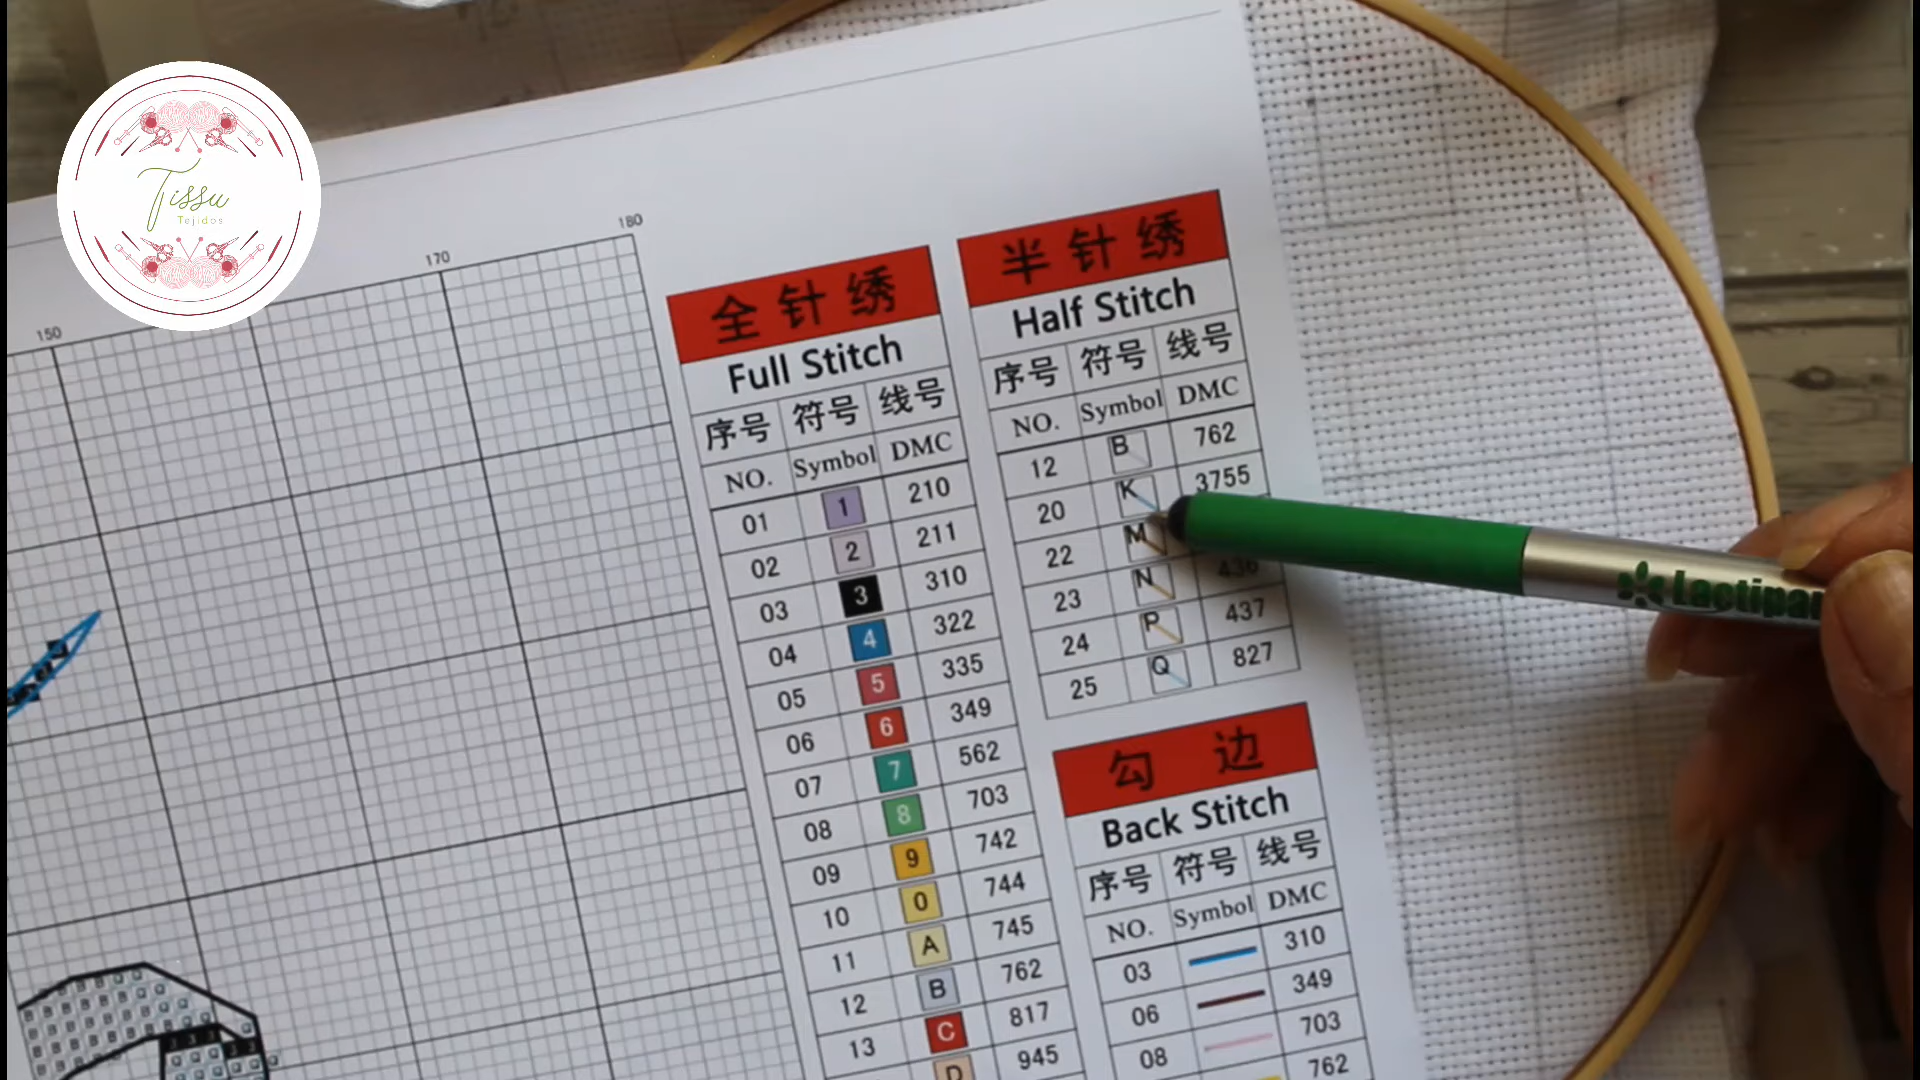 Tissu
Tejidos
150
170
180
全针绣
Full Stitch
序号 符号 线号
NO. Symbol DMC
01 1 210
02 2 211
03 3 310
04 4 322
05 5 335
06 6 349
07 7 562
08 8 703
09 9 742
10 0 744
11 A 745
12 B 762
13 C 817
D 945
半针绣
Half Stitch
序号 符号 线号
NO. Symbol DMC
12 B 762
20 K 3755
22 M
23 N 436
24 P 437
25 Q 827
勾边
Back Stitch
序号 符号 线号
NO. Symbol DMC
03 310
06 349
08 703
762
Lactipar